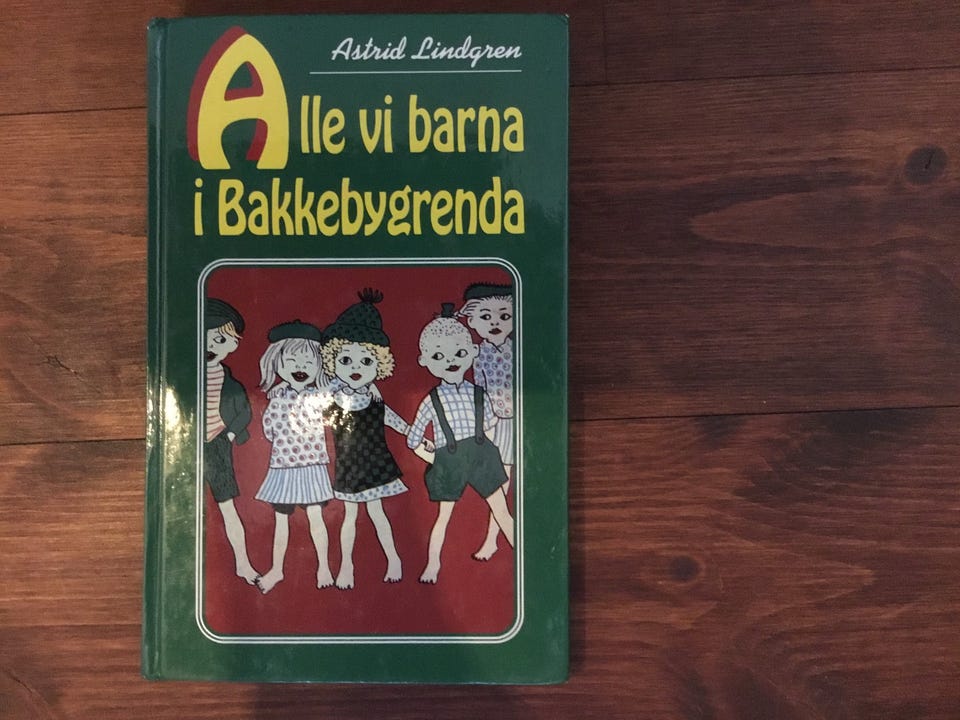 Astrid Lindgren
Alle vi barna
i Bakkebygrenda